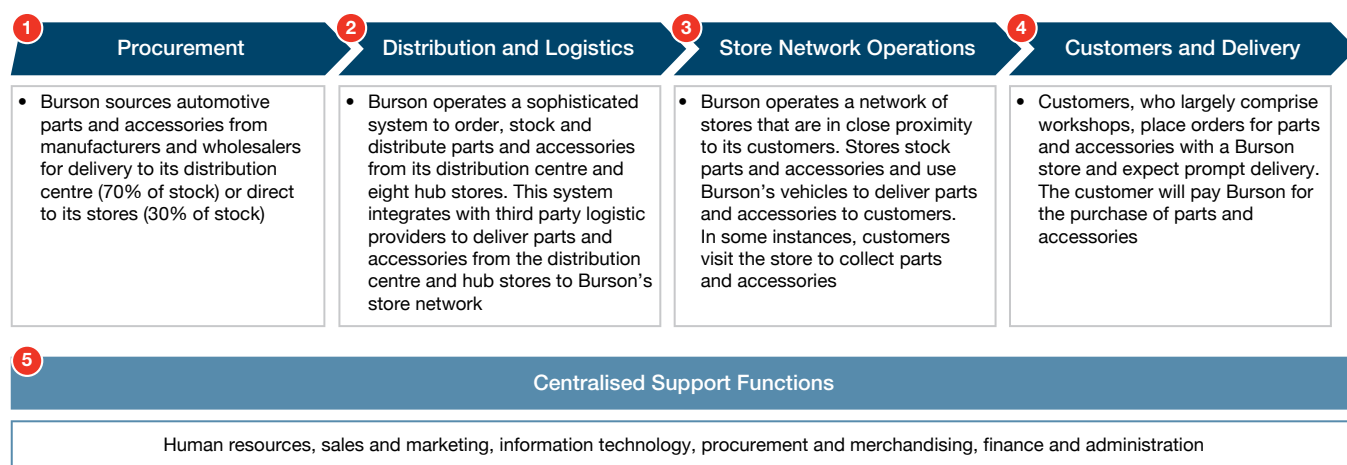 1
Procurement
2
Distribution and Logistics
3
Store Network Operations
4
Customers and Delivery
• Burson sources automotive
parts and accessories from
manufacturers and wholesalers
for delivery to its distribution
centre (70% of stock) or direct
to its stores (30% of stock)
• Burson operates a sophisticated
system to order, stock and
distribute parts and accessories
from its distribution centre and
eight hub stores. This system
integrates with third party logistic
providers to deliver parts and
accessories from the distribution
centre and hub stores to Burson's
store network
• Burson operates a network of
stores that are in close proximity
to its customers. Stores stock
parts and accessories and use
Burson's vehicles to deliver parts
and accessories to customers.
In some instances, customers
visit the store to collect parts
and accessories
• Customers, who largely comprise
workshops, place orders for parts
and accessories with a Burson
store and expect prompt delivery.
The customer will pay Burson for
the purchase of parts and
accessories
5
Centralised Support Functions
Human resources, sales and marketing, information technology, procurement and merchandising, finance and administration